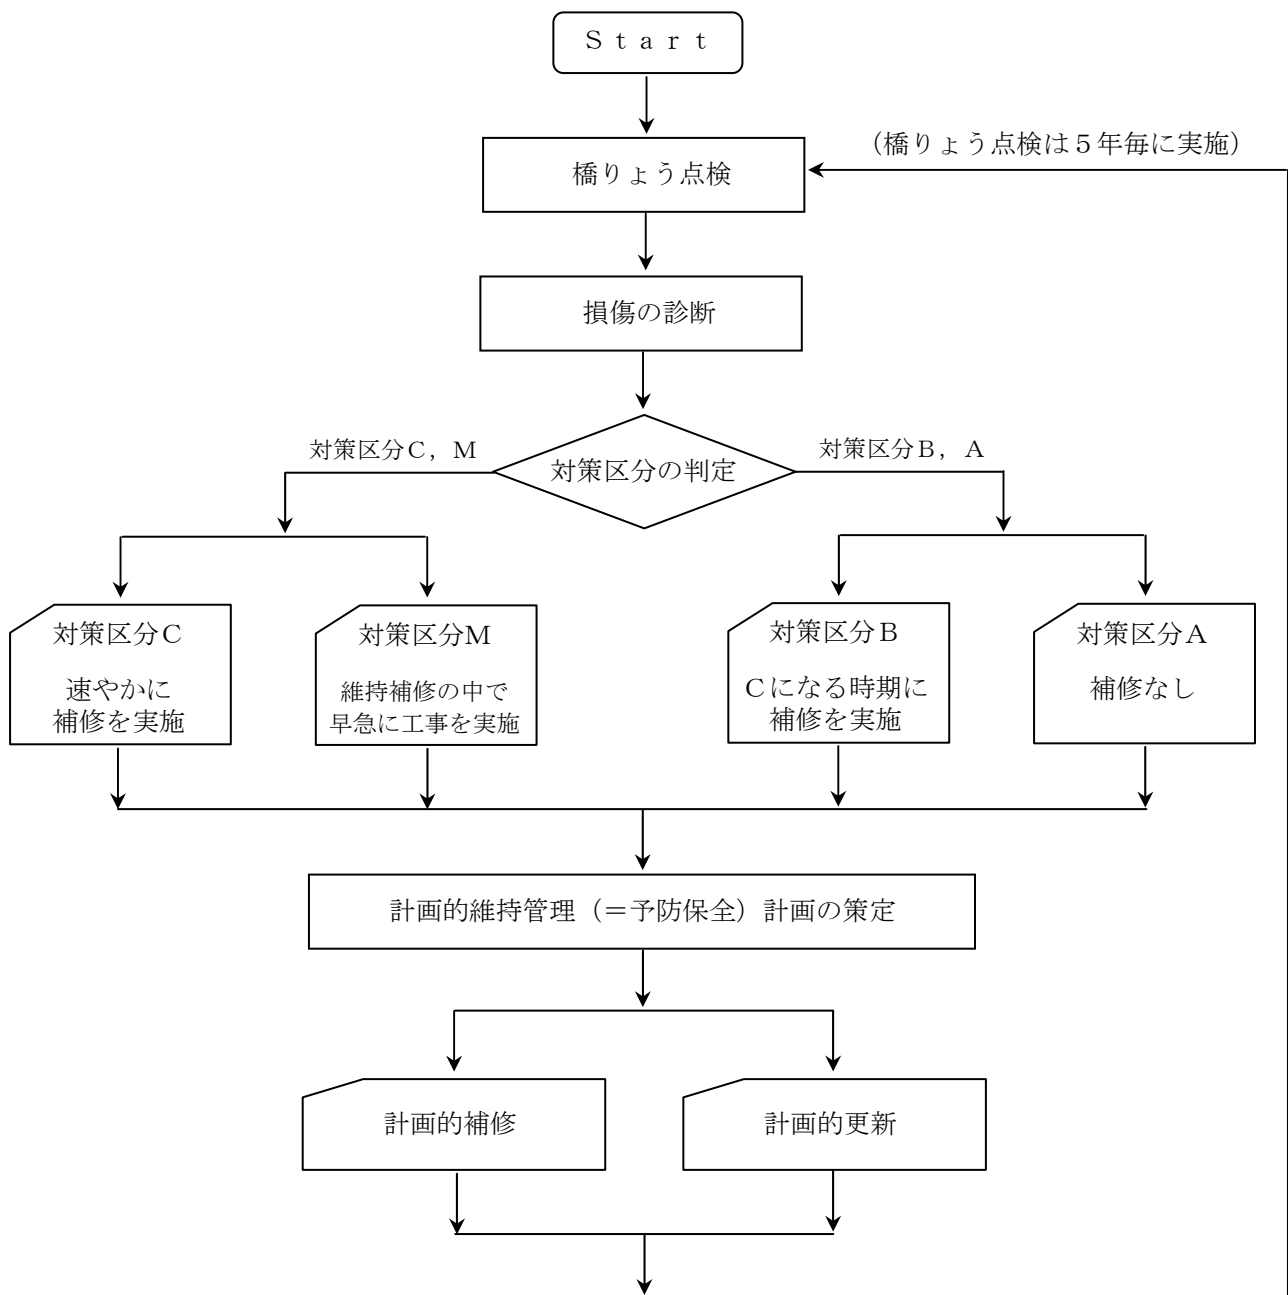 Ｓｔａｒｔ
（橋りょう点検は５年毎に実施）
橋りょう点検
損傷の診断
対策区分Ｃ，Ｍ
対策区分Ｂ，Ａ
対策区分の判定
対策区分Ｃ
速やかに
補修を実施
対策区分Ｍ
維持補修の中で
早急に工事を実施
対策区分Ｂ
Ｃになる時期に
補修を実施
対策区分Ａ
補修なし
計画的維持管理（＝予防保全）計画の策定
計画的補修
計画的更新